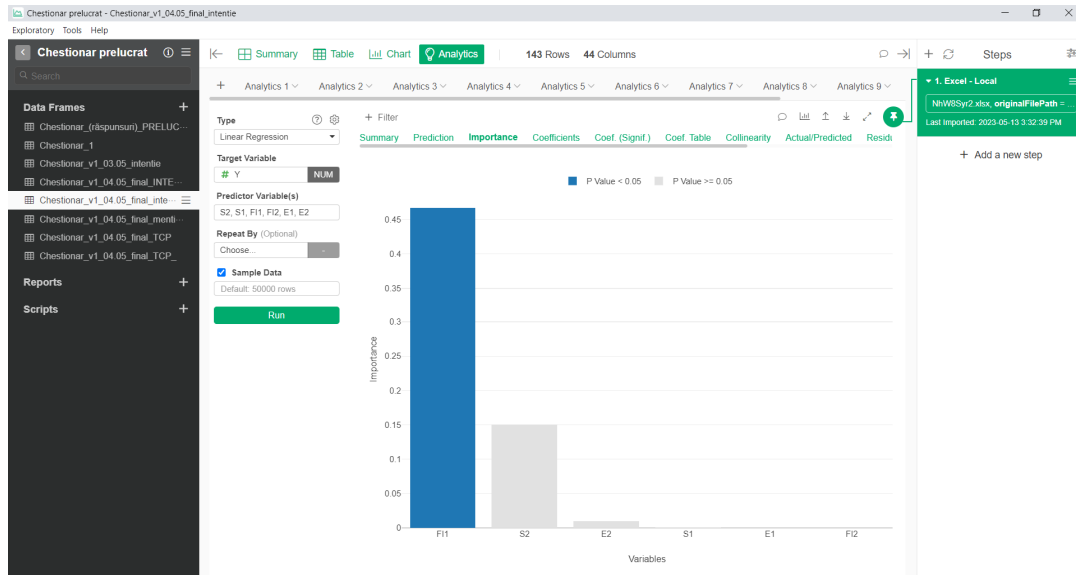 Chestionar prelucrat - Chestionar_v1_04.05_final_intentie
Exploratory Tools Help
Chestionar prelucrat
Search
Data Frames
Chestionar_(răspunsuri)_PRELUC...
Chestionar_1
Chestionar_v1_03.05_intentie
Chestionar_v1_04.05_final_INTE...
Chestionar_v1_04.05_final_inte...
Chestionar_v1_04.05_final_menti...
Chestionar_v1_04.05_final_TCP
Chestionar_v1_04.05_final_TCP_
Reports
Scripts
Summary Table Chart Analytics 143 Rows 44 Columns
Analytics 1 Analytics 2 Analytics 3 Analytics 4 Analytics 5 Analytics 6 Analytics 7 Analytics 8 Analytics 9
Type
Linear Regression
Target Variable
# Y NUM
Predictor Variable(s)
S2, S1, FI1, FI2, E1, E2
Repeat By (Optional)
Choose... -
Sample Data
Default: 50000 rows
Run
+ Filter
Summary Prediction Importance Coefficients Coef. (Signif.) Coef. Table Collinearity Actual/Predicted Residu
P Value < 0.05 P Value >= 0.05
0.45
0.4
0.35
0.3
0.25
0.2
0.15
0.1
0.05
0
Importance
FI1 S2 E2 S1 E1 FI2
Variables
Steps
1. Excel - Local
NhW8Syr2.xlsx, originalFilePath = ...
Last Imported: 2023-05-13 3:32:39 PM
+ Add a new step